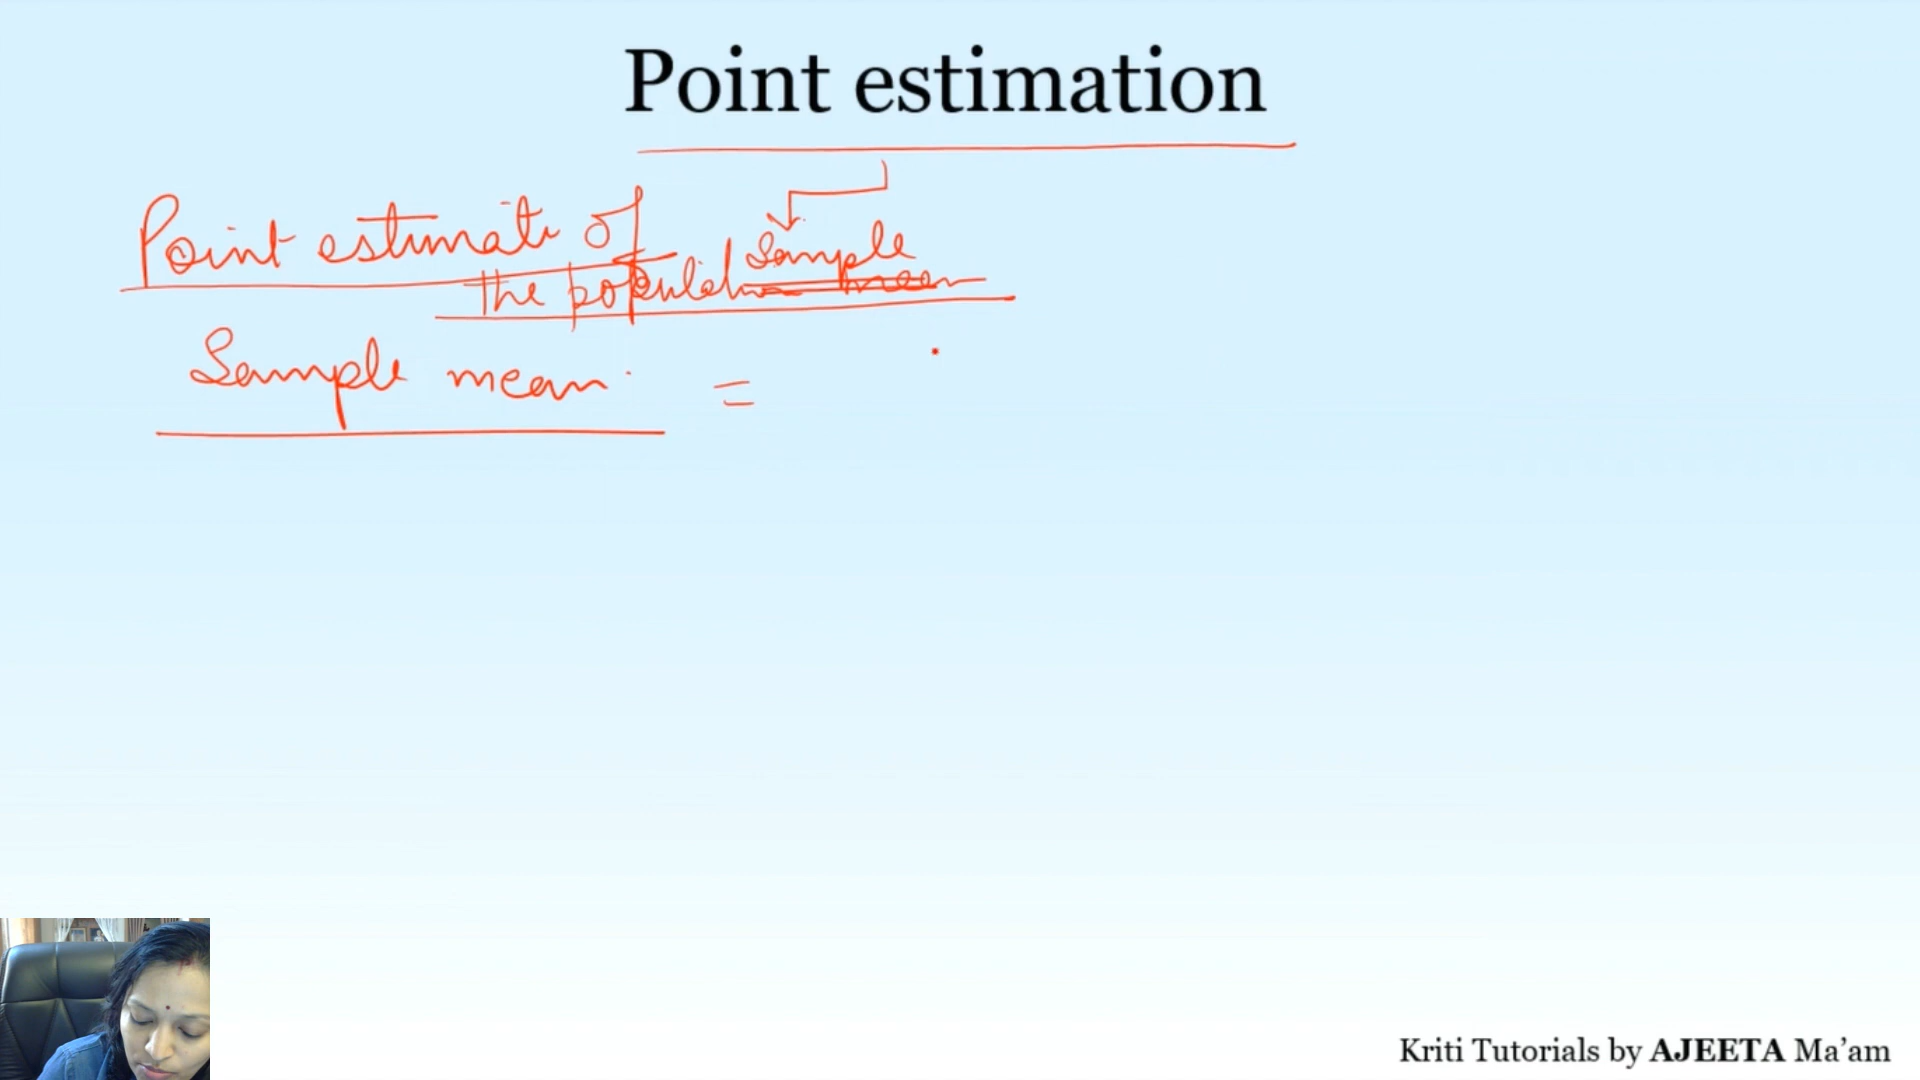 Point estimation
Point estimate of
Sample
the population mean
Sample mean =
Kriti Tutorials by AJEETA Ma’am